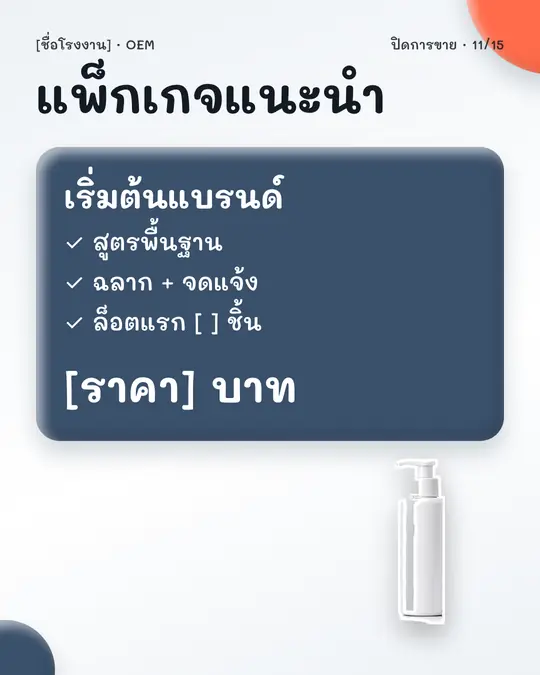 [ชื่อโรงงาน] · OEM
ปิดการขาย · 11/15
แพ็กเกจแนะนำ
เริ่มต้นแบรนด์
✓ สูตรพื้นฐาน
✓ ฉลาก + จดแจ้ง
✓ ล็อตแรก [ ] ชิ้น
[ราคา] บาท